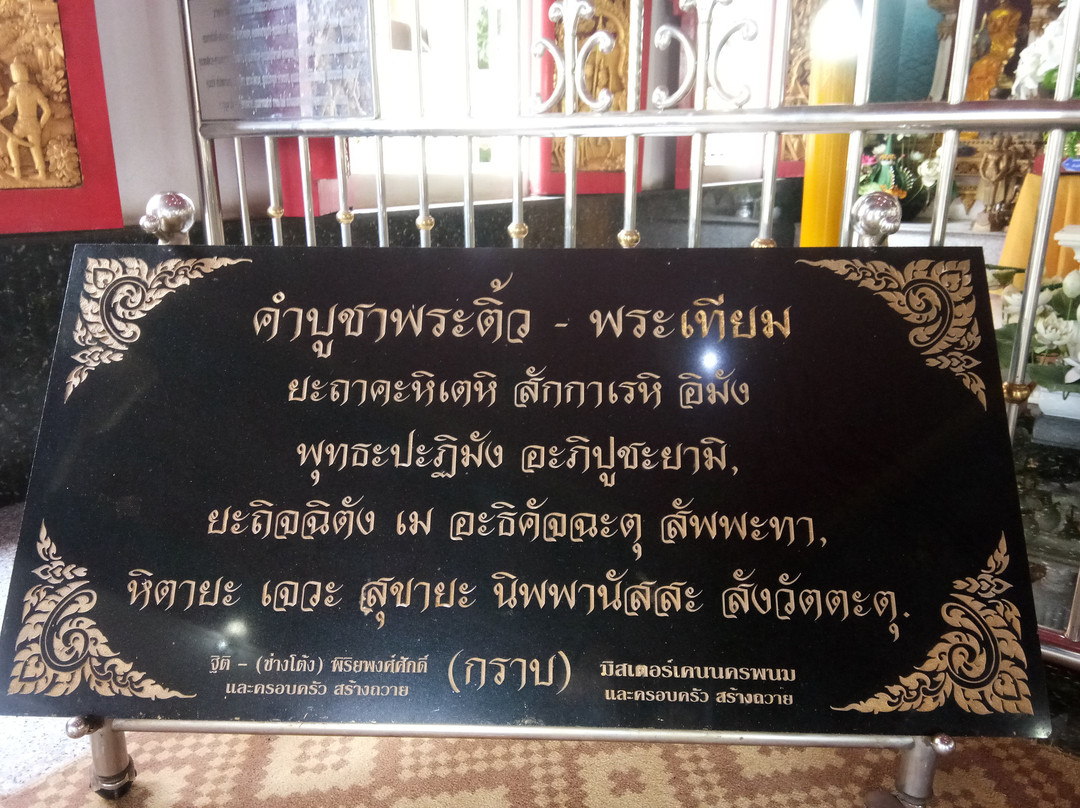 คำบูชาพระติ้ว - พระเทียม
ยะถาคะหิเตหิ สักกาเรหิ อิมัง
พุทธะปะฏิมัง อะภิปูชะยามิ,
ยะถิจฉิตัง เม อะธิคัจฉะตุ สัพพะทา,
หิตายะ เจวะ สุขายะ นิพพานัสสะ สังวัตตะตุ.
(กราบ)
ฐิติ - (ช่างโต้ง) พิริยพงศ์ศักดิ์
และครอบครัว สร้างถวาย
มิสเตอร์เคนนครพนม
และครอบครัว สร้างถวาย